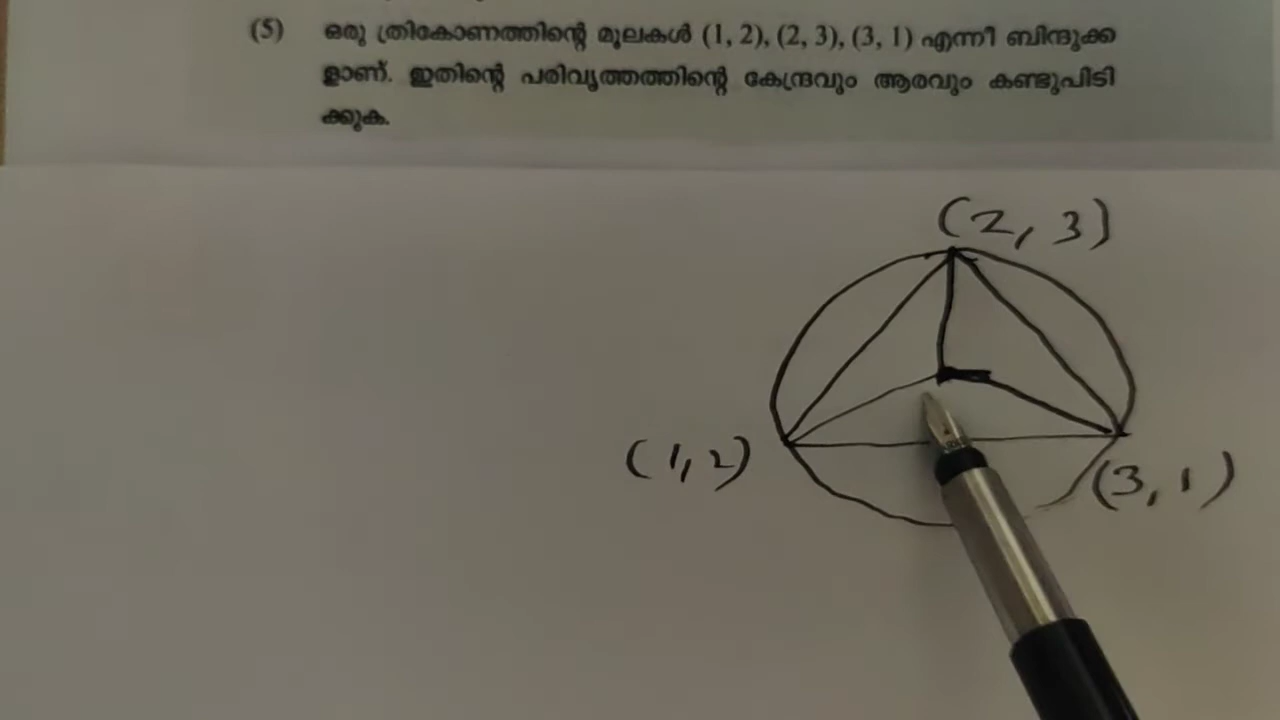 (5) ഒരു ത്രികോണത്തിന്റെ മൂലകൾ (1, 2), (2, 3), (3, 1) എന്നീ ബിന്ദുക്ക
ളാണ്. ഇതിന്റെ പരിവൃത്തത്തിന്റെ കേന്ദ്രവും ആരവും കണ്ടുപിടി
ക്കുക.
(2, 3)
(1, 2)
(3, 1)